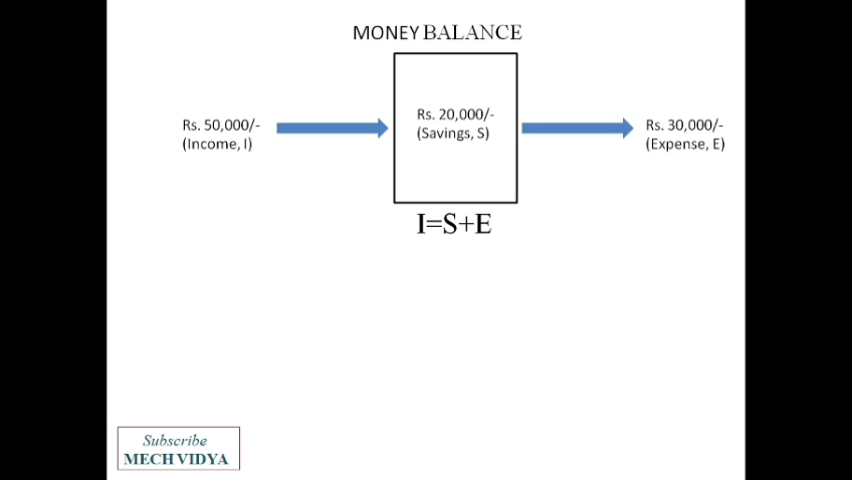 MONEY BALANCE
Rs. 50,000/-
(Income, I)
Rs. 20,000/-
(Savings, S)
Rs. 30,000/-
(Expense, E)
I=S+E
Subscribe
MECH VIDYA